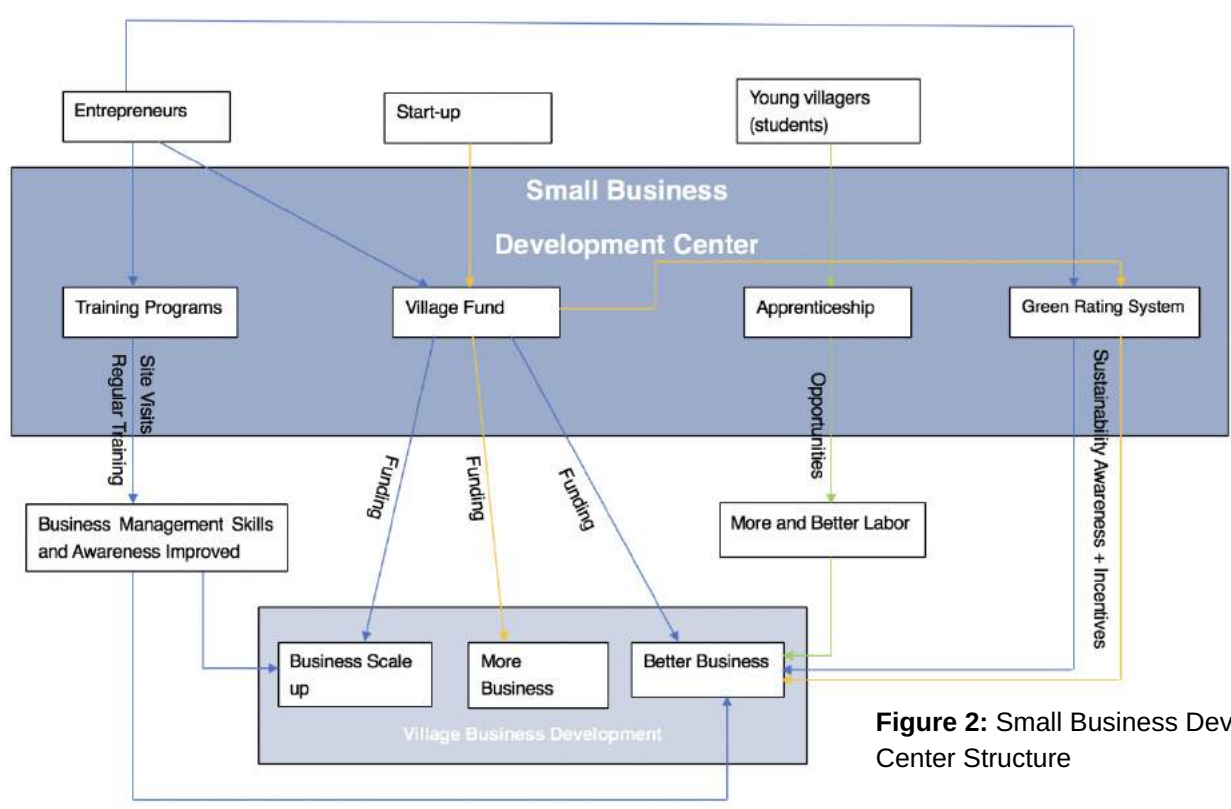 Entrepreneurs
Start-up
Young villagers
(students)
Small Business
Development Center
Training Programs
Village Fund
Apprenticeship
Green Rating System
Site Visits
Regular Training
Funding
Funding
Funding
Opportunities
Sustainability Awareness + Incentives
Business Management Skills
and Awareness Improved
More and Better Labor
Business Scale
up
More
Business
Better Business
Village Business Development
Figure 2: Small Business Dev
Center Structure